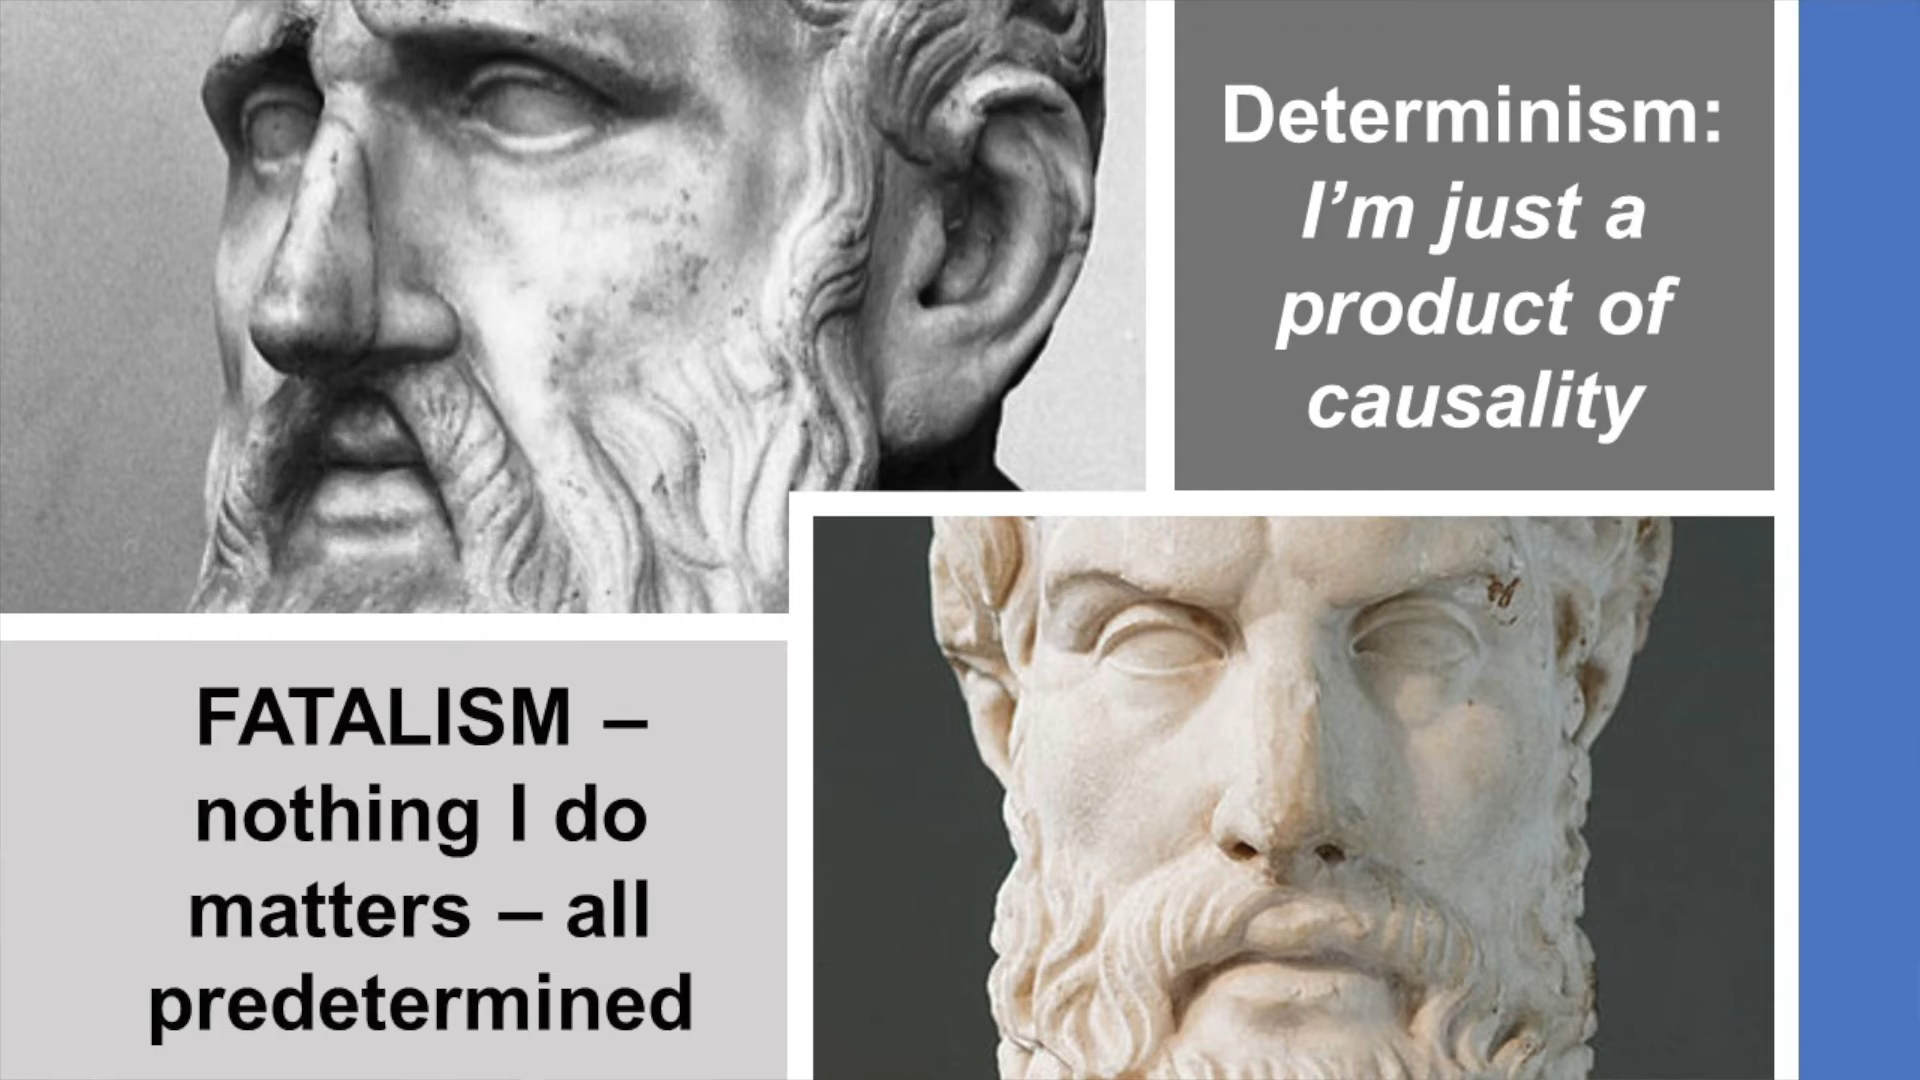 Determinism:
I’m just a
product of
causality
FATALISM –
nothing I do
matters – all
predetermined